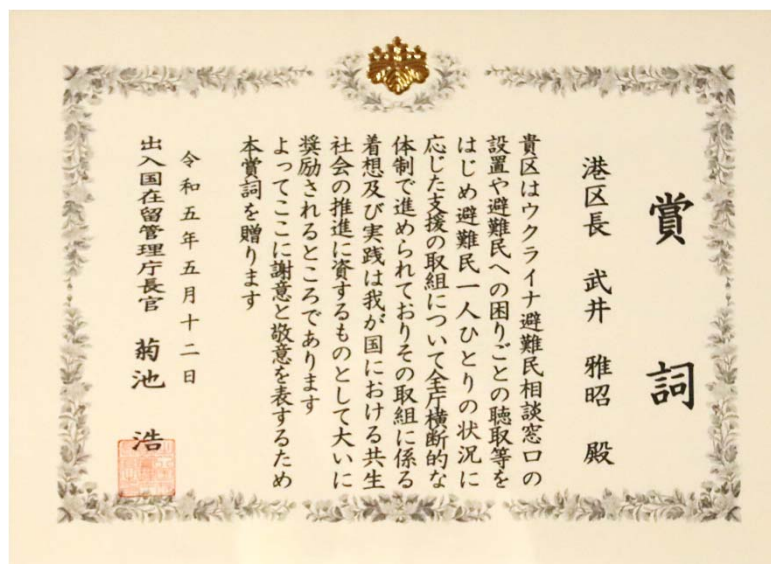 賞詞
港区長 武井 雅昭 殿
貴区はウクライナ避難民相談窓口の
設置や避難民への困りごとの聴取等を
はじめ避難民一人ひとりの状況に
応じた支援の取組について全庁横断的な
体制で進められておりその取組に係る
着想及び実践は我が国における共生
社会の推進に資するものとして大いに
奨励されるところであります
よってここに謝意と敬意を表するため
本賞詞を贈ります
令和五年五月十二日
出入国在留管理庁長官 菊池 浩